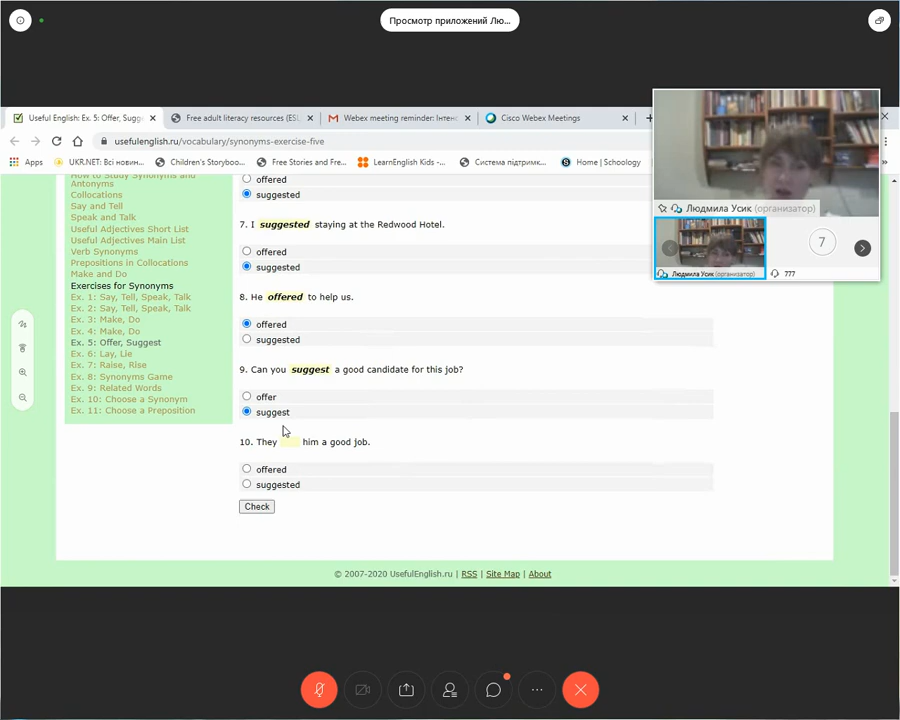 Просмотр приложений Лю...
Useful English: Ex. 5: Offer, Sugg
Free adult literacy resources (ESL
Webex meeting reminder: Інтен
Cisco Webex Meetings
usefulenglish.ru/vocabulary/synonyms-exercise-five
Apps
UKR.NET: Всі новин...
Children's Storyboo...
Free Stories and Fre...
LearnEnglish Kids -...
Система підтримк...
Home | Schoology
Людмила Усик (организатор)
Людмила Усик (организатор)
777
7
How to Study Synonyms and
Antonyms
Collocations
Say and Tell
Speak and Talk
Useful Adjectives Short List
Useful Adjectives Main List
Verb Synonyms
Prepositions in Collocations
Make and Do
Exercises for Synonyms
Ex. 1: Say, Tell, Speak, Talk
Ex. 2: Say, Tell, Speak, Talk
Ex. 3: Make, Do
Ex. 4: Make, Do
Ex. 5: Offer, Suggest
Ex. 6: Lay, Lie
Ex. 7: Raise, Rise
Ex. 8: Synonyms Game
Ex. 9: Related Words
Ex. 10: Choose a Synonym
Ex. 11: Choose a Preposition
offered
suggested
7. I suggested staying at the Redwood Hotel.
offered
suggested
8. He offered to help us.
offered
suggested
9. Can you suggest a good candidate for this job?
offer
suggest
10. They him a good job.
offered
suggested
Check
© 2007-2020 UsefulEnglish.ru | RSS | Site Map | About